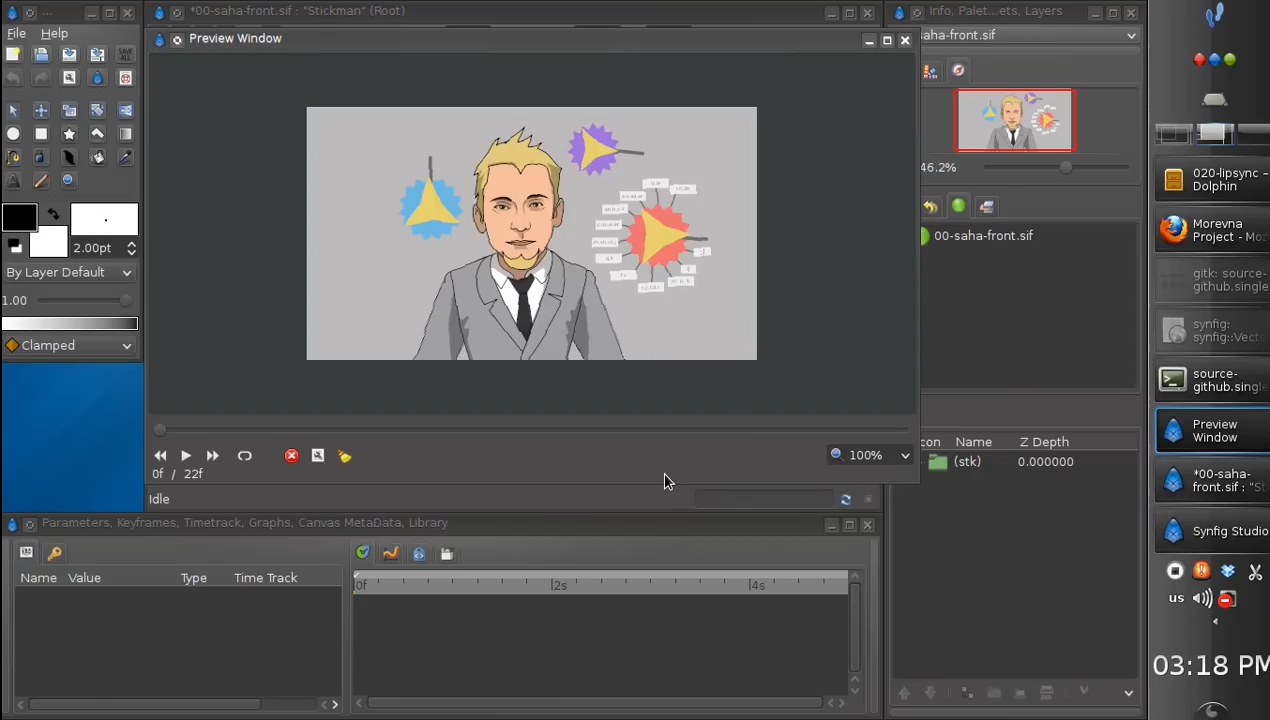 ...
*00-saha-front.sif : "Stickman" (Root)
Info, Palet...ets, Layers
File
Help
Preview Window
saha-front.sif
SAVE
ALL
46.2%
2.00pt
By Layer Default
1.00
Clamped
00-saha-front.sif
Icon
Name
Z Depth
(stk)
0.000000
100%
0f / 22f
Idle
Parameters, Keyframes, Timetrack, Graphs, Canvas MetaData, Library
Name
Value
Type
Time Track
0f
2s
4s
020-lipsync –
Dolphin
Morevna
Project - Moz
gitk: source-
github.single
synfig:
synfig::Vect
source-
github.single
Preview
Window
*00-saha-
front.sif : "St
Synfig Studio
us
03:18 PM